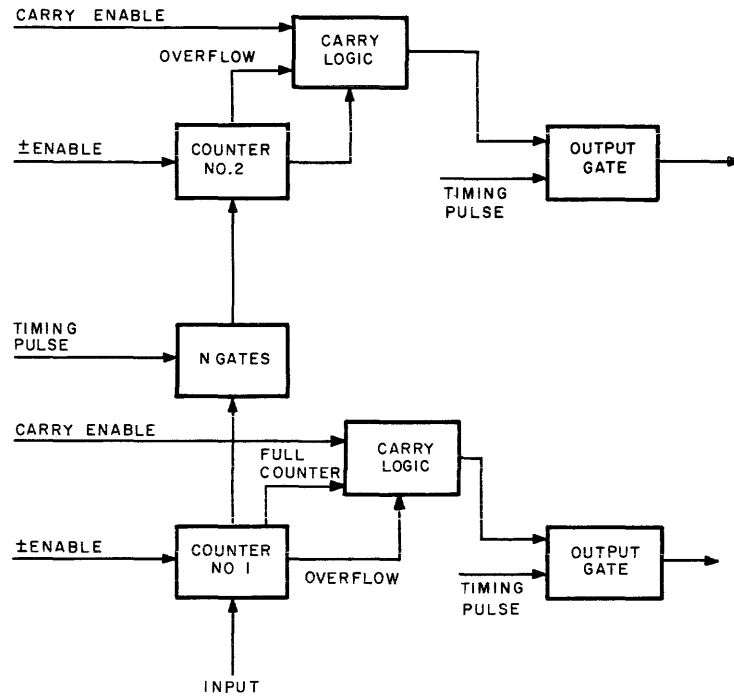 CARRY ENABLE
CARRY
LOGIC
OVERFLOW
±ENABLE
COUNTER
NO.2
OUTPUT
GATE
TIMING
PULSE
TIMING
PULSE
N GATES
CARRY ENABLE
CARRY
LOGIC
FULL
COUNTER
±ENABLE
COUNTER
NO 1
OVERFLOW
OUTPUT
GATE
TIMING
PULSE
INPUT